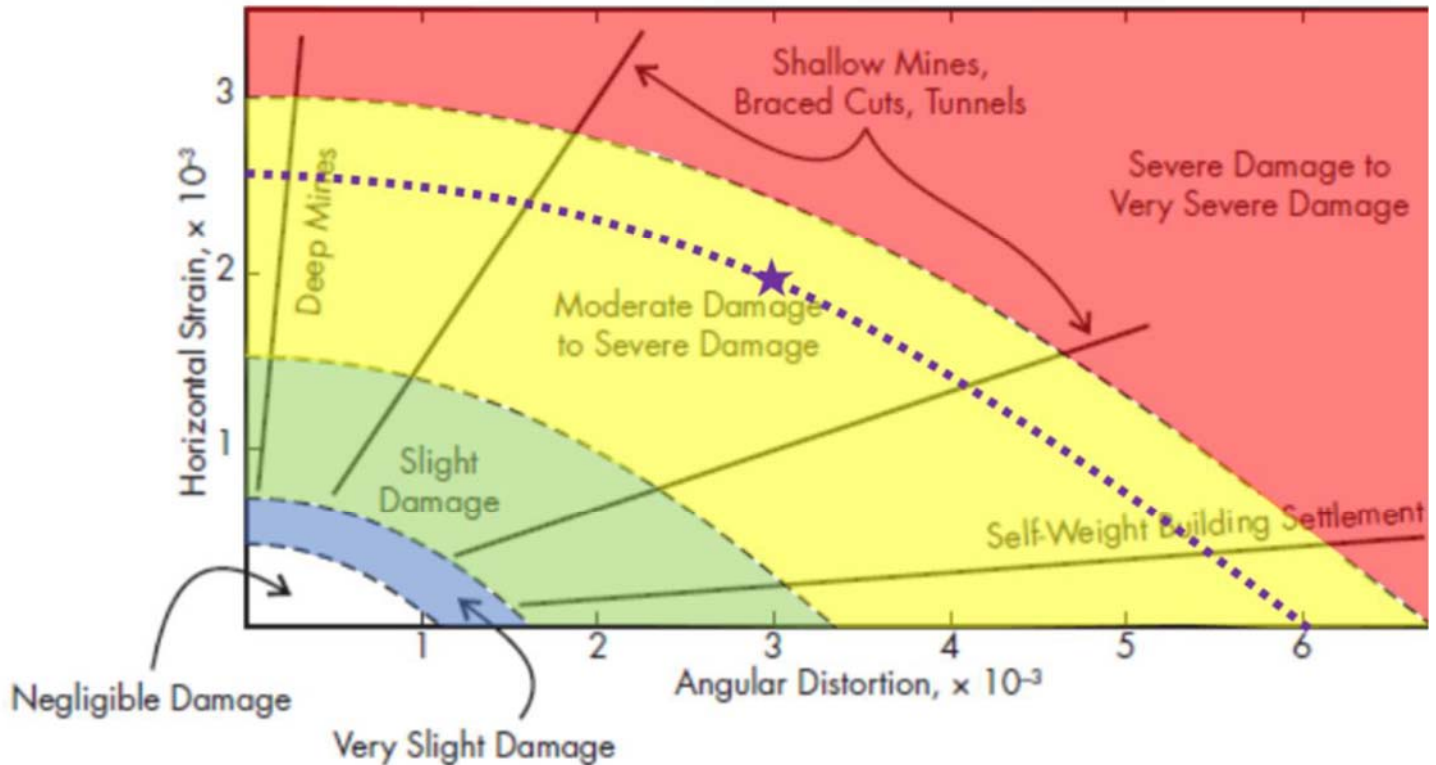 Shallow Mines,
Braced Cuts, Tunnels
Severe Damage to
Very Severe Damage
3
2
1
Horizontal Strain, × 10⁻³
Deep Mines
Moderate Damage
to Severe Damage
Slight
Damage
Self-Weight Building Settlement
1 2 3 4 5 6
Angular Distortion, × 10⁻³
Negligible Damage
Very Slight Damage